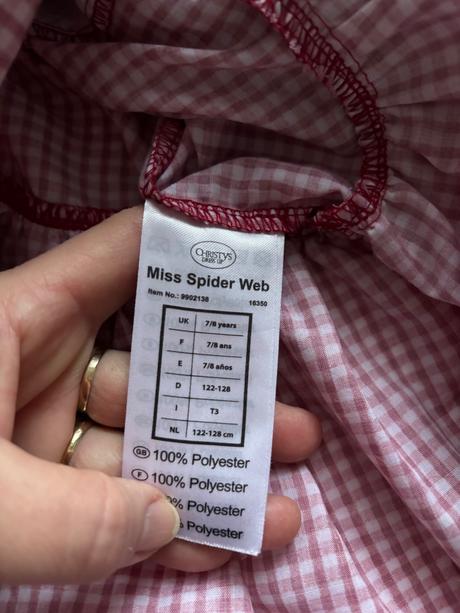 CHRISTYS
DRESS UP
Miss Spider Web
Item No.: 9902138 16350
UK 7/8 years
F 7/8 ans
E 7/8 años
D 122-128
I T3
NL 122-128 cm
GB 100% Polyester
F 100% Polyester
% Polyester
Polyester